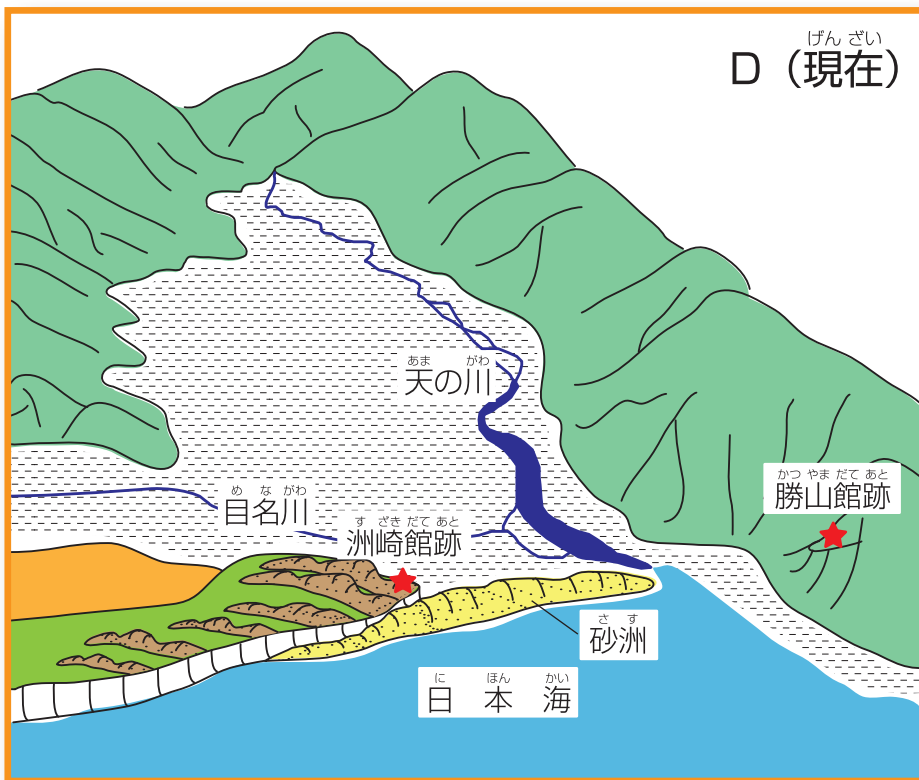 げん ざい
D（現在）
あま がわ
天の川
かつ やま だて あと
勝山館跡
め な がわ
目名川
す ざき だて あと
洲崎館跡
さ す
砂洲
に ほん かい
日 本 海